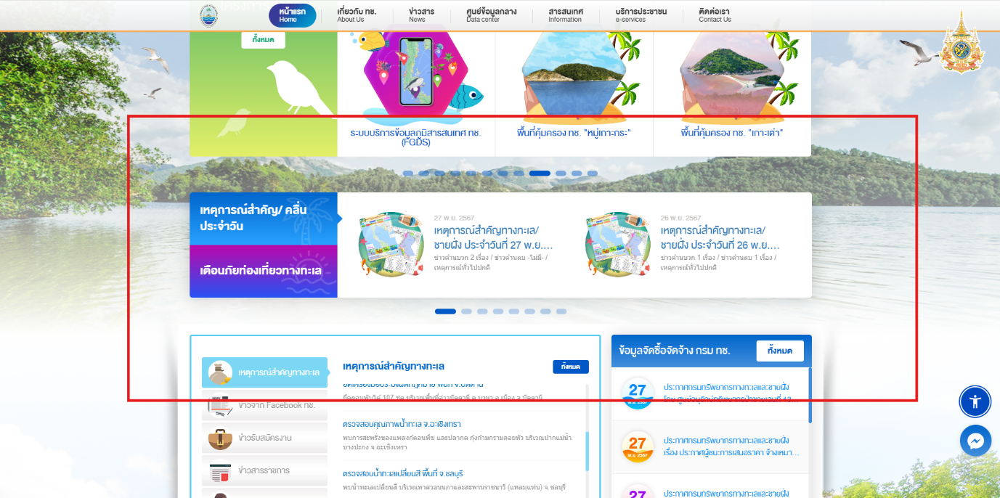 หน้าแรก
Home
เกี่ยวกับ ทช.
About Us
ข่าวสาร
News
ศูนย์ข้อมูลกลาง
Data center
สารสนเทศ
Information
บริการประชาชน
e-services
ติดต่อเรา
Contact Us
ทั้งหมด
ระบบบริการข้อมูลภูมิสารสนเทศ ทช.
(FGDS)
พื้นที่คุ้มครอง ทช. "หมู่เกาะกระ"
พื้นที่คุ้มครอง ทช. "เกาะเต่า"
เหตุการณ์สำคัญ/ คลื่น
ประจำวัน
เตือนภัยท่องเที่ยวทางทะเล
27 พ.ย. 2567
เหตุการณ์สำคัญทางทะเล/
ชายฝั่ง ประจำวันที่ 27 พ.ย....
ข่าวด้านบวก 2 เรื่อง / ข่าวด้านลบ -ไม่มี- /
เหตุการณ์ทั่วไปปกติ
26 พ.ย. 2567
เหตุการณ์สำคัญทางทะเล/
ชายฝั่ง ประจำวันที่ 26 พ.ย....
ข่าวด้านบวก 1 เรื่อง / ข่าวด้านลบ 1 เรื่อง /
เหตุการณ์ทั่วไปปกติ
เหตุการณ์สำคัญทางทะเล
ข่าวจาก Facebook ทช.
ข่าวรับสมัครงาน
ข่าวสารราชการ
เหตุการณ์สำคัญทางทะเล
ทั้งหมด
ตรวจสอบคุณภาพน้ำทะเล จ.ฉะเชิงเทรา
พบการสะพรั่งของแพลงก์ตอนพืช และปลากด กุ้งก้ามกรามลอยหัว บริเวณปากแม่น้ำ
บางปะกง จ.ฉะเชิงเทรา
ตรวจสอบน้ำทะเลเปลี่ยนสี พื้นที่ จ.ชลบุรี
พบน้ำทะเลเปลี่ยนสี บริเวณหาดวอนนภาและสะพานราชนาวี (แหลมแท่น) จ.ชลบุรี
ข้อมูลจัดซื้อจัดจ้าง กรม ทช.
ทั้งหมด
27
พ.ย. 2567
ประกาศกรมทรัพยากรทางทะเลและชายฝั่ง
27
พ.ย. 2567
ประกาศกรมทรัพยากรทางทะเลและชายฝั่ง
เรื่อง ประกาศผู้ชนะการเสนอราคา จ้างเหมา...
27
ประกาศกรมทรัพยากรทางทะเลและชายฝั่ง